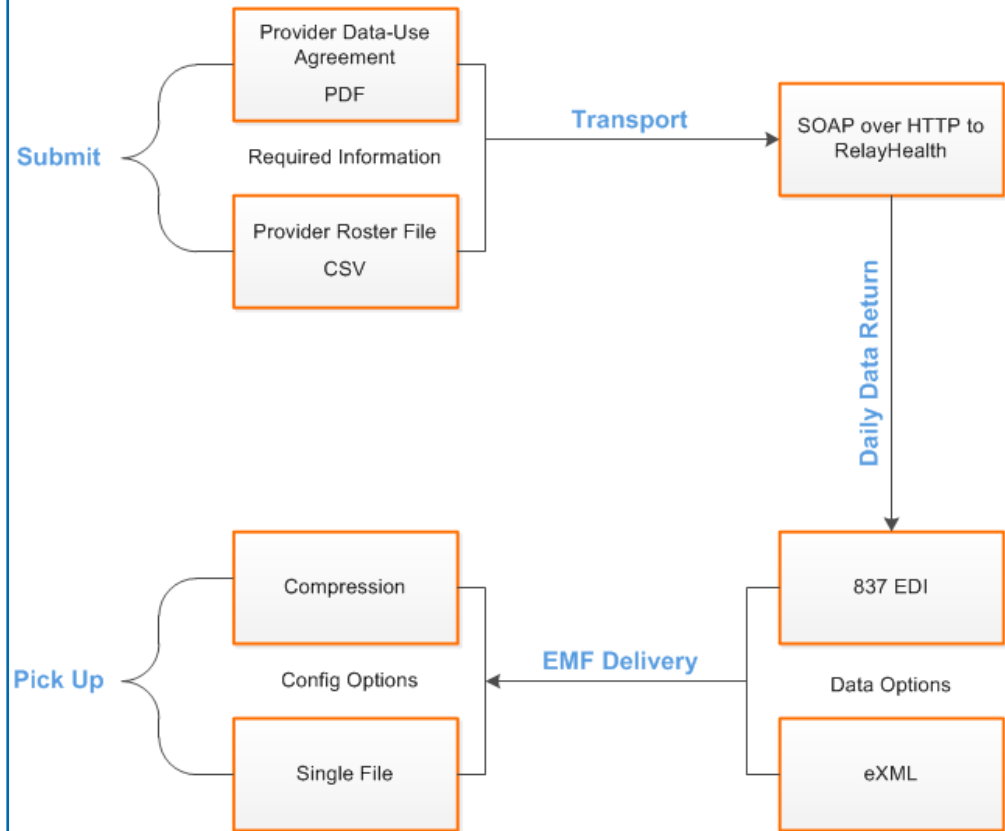 Provider Data-Use
Agreement
PDF
Submit
Required Information
Provider Roster File
CSV
Transport
SOAP over HTTP to
RelayHealth
Daily Data Return
837 EDI
Data Options
eXML
EMF Delivery
Compression
Config Options
Single File
Pick Up